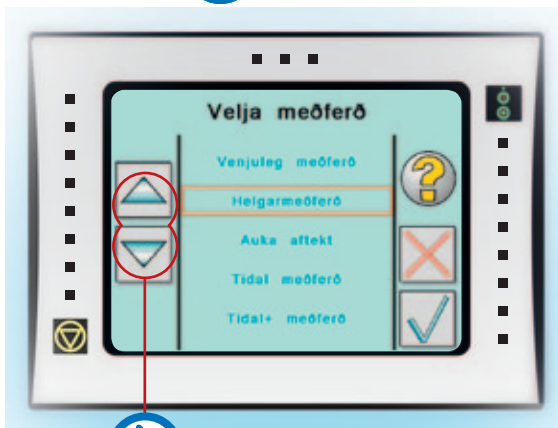 Velja meðferð
Venjuleg meðferð
Helgarmeðferð
Auka aftekt
Tidal meðferð
Tidal+ meðferð